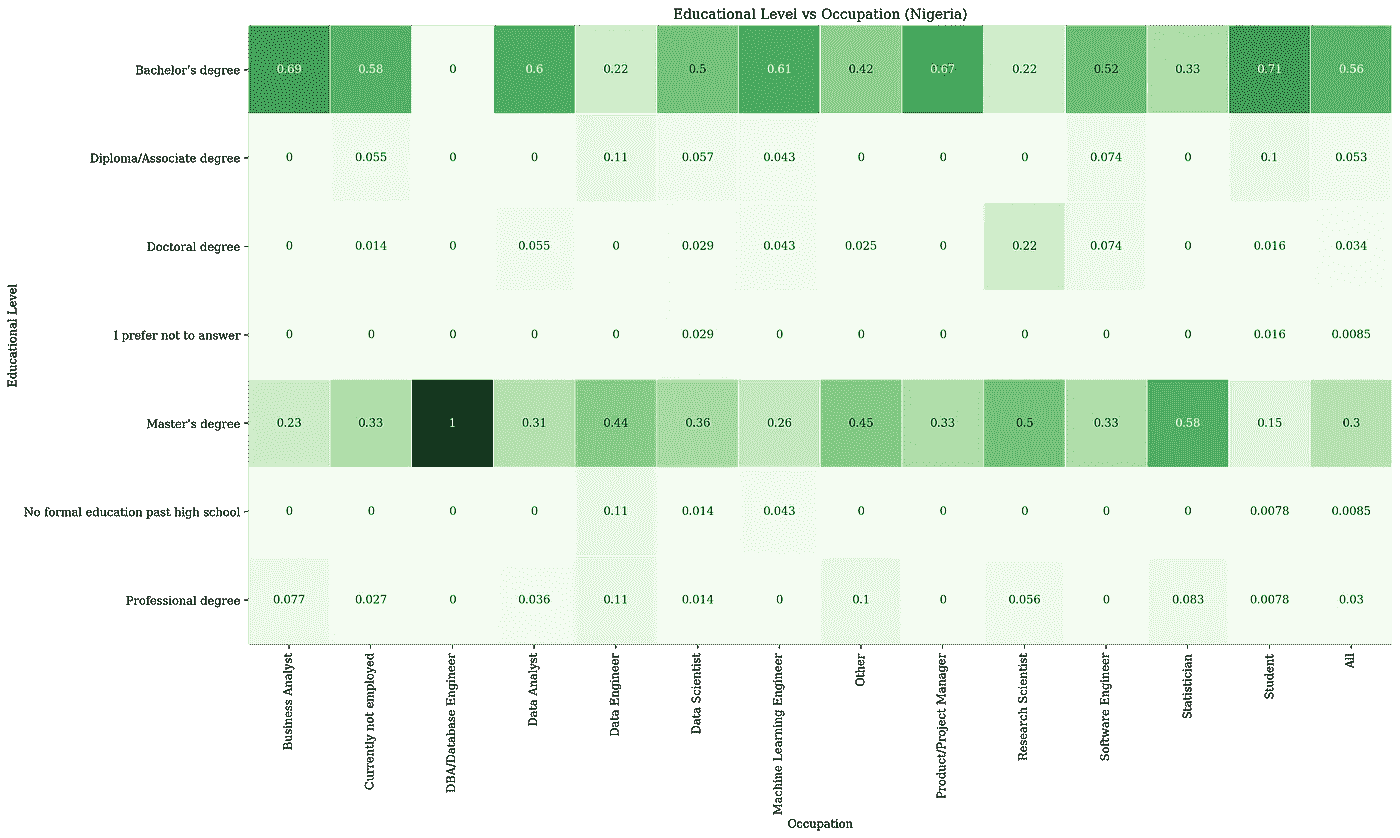 Educational Level vs Occupation (Nigeria)
Educational Level
Bachelor's degree 0.69 0.58 0 0.6 0.22 0.5 0.61 0.42 0.67 0.22 0.52 0.33 0.71 0.56
Diploma/Associate degree 0 0.055 0 0 0.11 0.057 0.043 0 0 0 0.074 0 0.1 0.053
Doctoral degree 0 0.014 0 0.055 0 0.029 0.043 0.025 0 0.22 0.074 0 0.016 0.034
I prefer not to answer 0 0 0 0 0 0.029 0 0 0 0 0 0 0.016 0.0085
Master's degree 0.23 0.33 1 0.31 0.44 0.36 0.26 0.45 0.33 0.5 0.33 0.58 0.15 0.3
No formal education past high school 0 0 0 0 0.11 0.014 0.043 0 0 0 0 0 0.0078 0.0085
Professional degree 0.077 0.027 0 0.036 0.11 0.014 0 0.1 0 0.056 0 0.083 0.0078 0.03
Business Analyst
Currently not employed
DBA/Database Engineer
Data Analyst
Data Engineer
Data Scientist
Machine Learning Engineer
Other
Product/Project Manager
Research Scientist
Software Engineer
Statistician
Student
All
Occupation